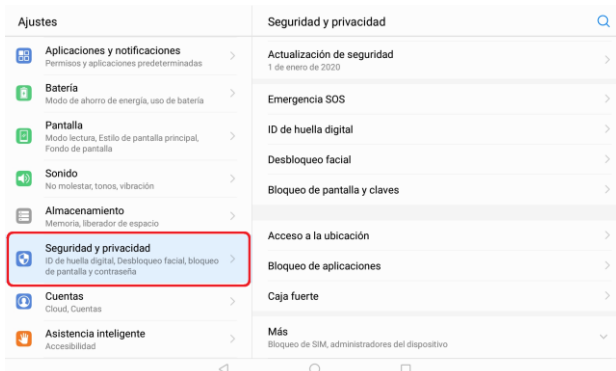 Ajustes
Aplicaciones y notificaciones
Permisos y aplicaciones predeterminadas
Batería
Modo de ahorro de energía, uso de batería
Pantalla
Modo lectura, Estilo de pantalla principal,
Fondo de pantalla
Sonido
No molestar, tonos, vibración
Almacenamiento
Memoria, liberador de espacio
Seguridad y privacidad
ID de huella digital, Desbloqueo facial, bloqueo
de pantalla y contraseña
Cuentas
Cloud, Cuentas
Asistencia inteligente
Accesibilidad
Seguridad y privacidad
Actualización de seguridad
1 de enero de 2020
Emergencia SOS
ID de huella digital
Desbloqueo facial
Bloqueo de pantalla y claves
Acceso a la ubicación
Bloqueo de aplicaciones
Caja fuerte
Más
Bloqueo de SIM, administradores del dispositivo